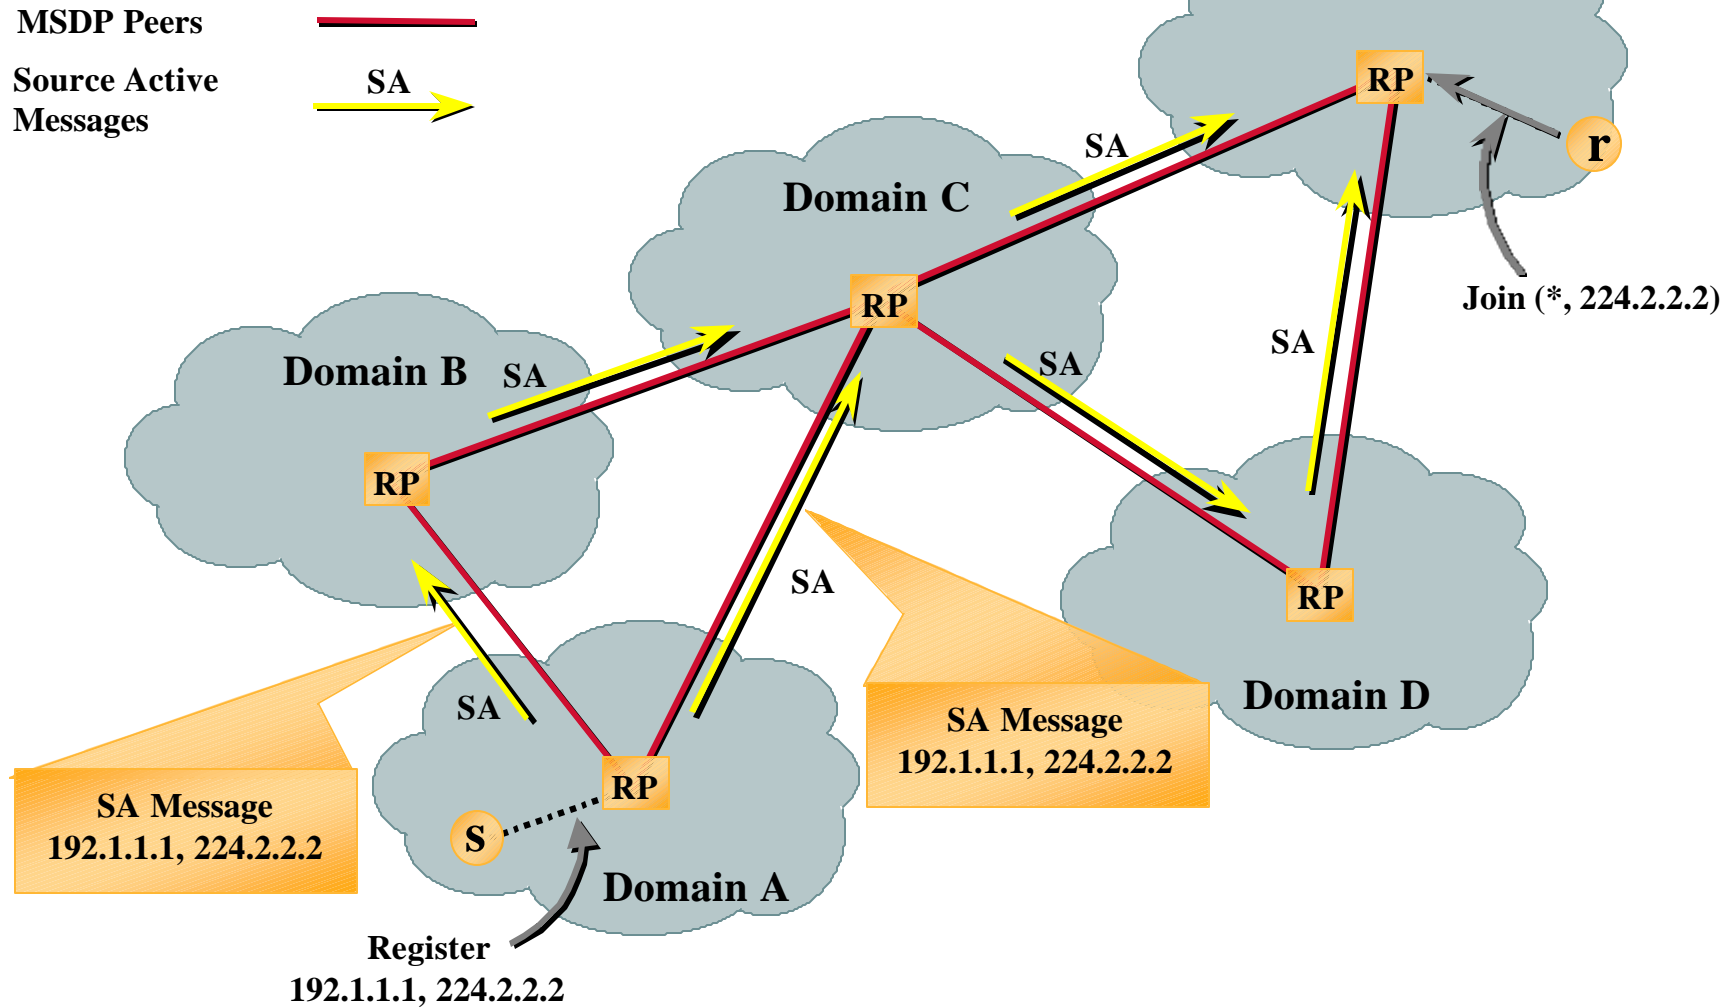 MSDP Peers
Source Active
Messages
SA
RP
r
SA
Domain C
Join (*, 224.2.2.2)
RP
SA
Domain B
SA
SA
RP
SA
RP
SA
Domain D
SA Message
192.1.1.1, 224.2.2.2
SA Message
192.1.1.1, 224.2.2.2
RP
s
Domain A
Register
192.1.1.1, 224.2.2.2